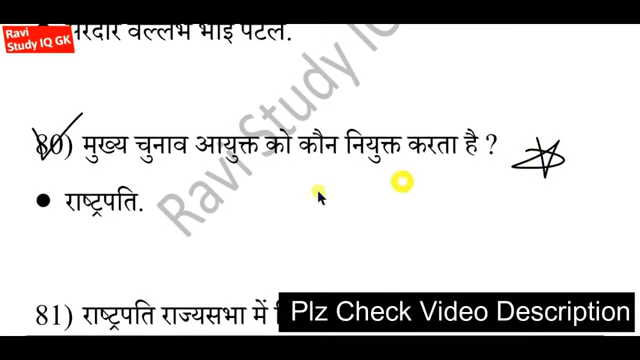 Ravi
Study IQ GK
सरदार वल्लभ भाई पटेल.
80) मुख्य चुनाव आयुक्त को कौन नियुक्त करता है ?
राष्ट्रपति.
81) राष्ट्रपति राज्यसभा में
Plz Check Video Description
Ravi Study IQ